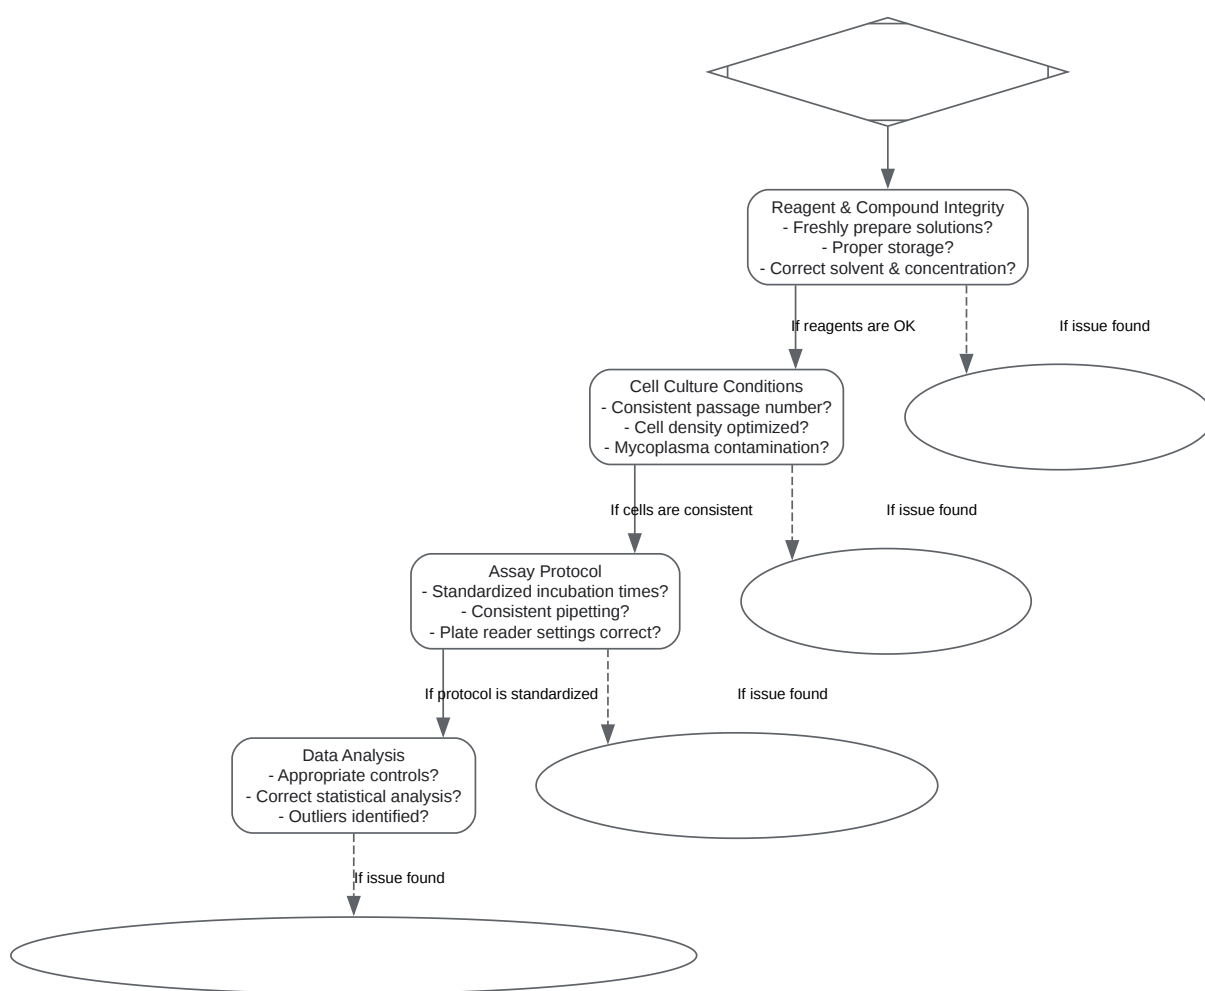 Reagent & Compound Integrity
- Freshly prepare solutions?
- Proper storage?
- Correct solvent & concentration?
If reagents are OK
If issue found
Cell Culture Conditions
- Consistent passage number?
- Cell density optimized?
- Mycoplasma contamination?
If cells are consistent
If issue found
Assay Protocol
- Standardized incubation times?
- Consistent pipetting?
- Plate reader settings correct?
If protocol is standardized
If issue found
Data Analysis
- Appropriate controls?
- Correct statistical analysis?
- Outliers identified?
If issue found